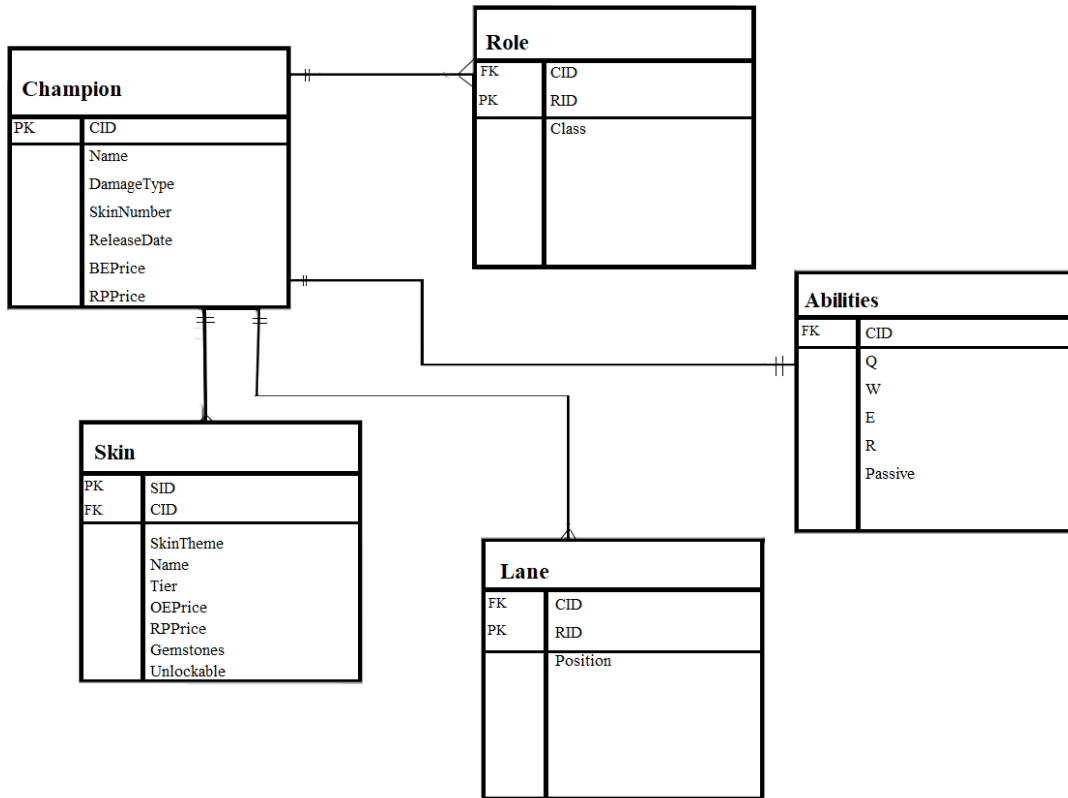 Champion
PK CID
Name
DamageType
SkinNumber
ReleaseDate
BEPrice
RPPrice
Role
FK CID
PK RID
Class
Abilities
FK CID
Q
W
E
R
Passive
Skin
PK SID
FK CID
SkinTheme
Name
Tier
OEPrice
RPPrice
Gemstones
Unlockable
Lane
FK CID
PK RID
Position